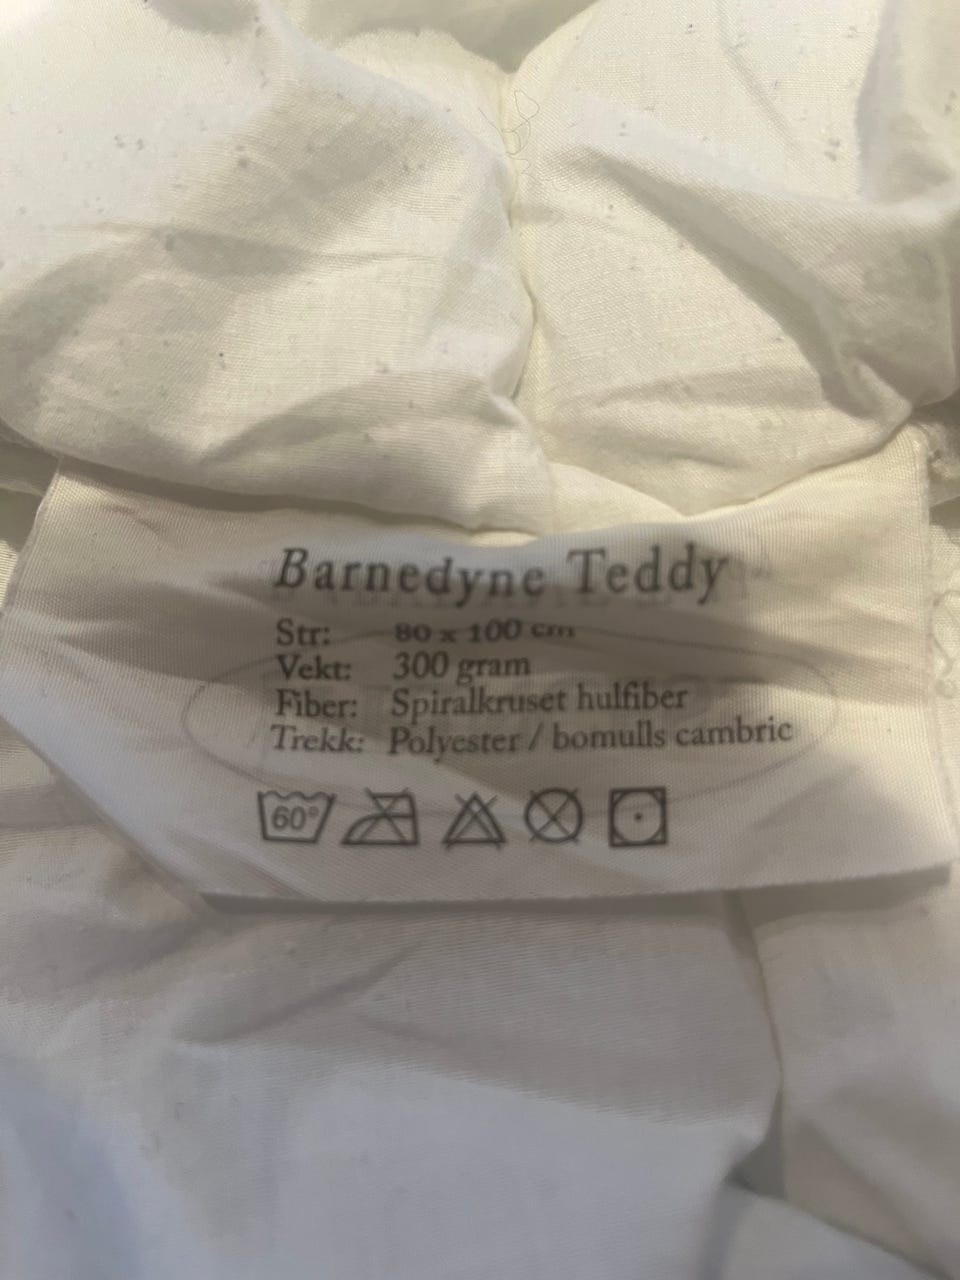 Barnedyne Teddy
Str: 80 x 100 cm
Vekt: 300 gram
Fiber: Spiralkruset hulfiber
Trekk: Polyester / bomulls cambric
60°